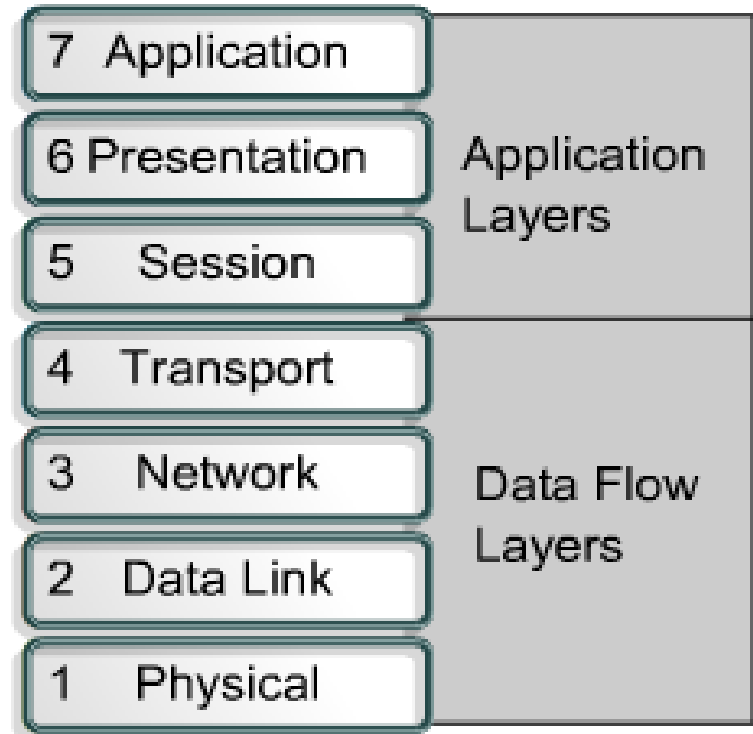 7 Application
6 Presentation
5 Session
4 Transport
3 Network
2 Data Link
1 Physical
Application
Layers
Data Flow
Layers